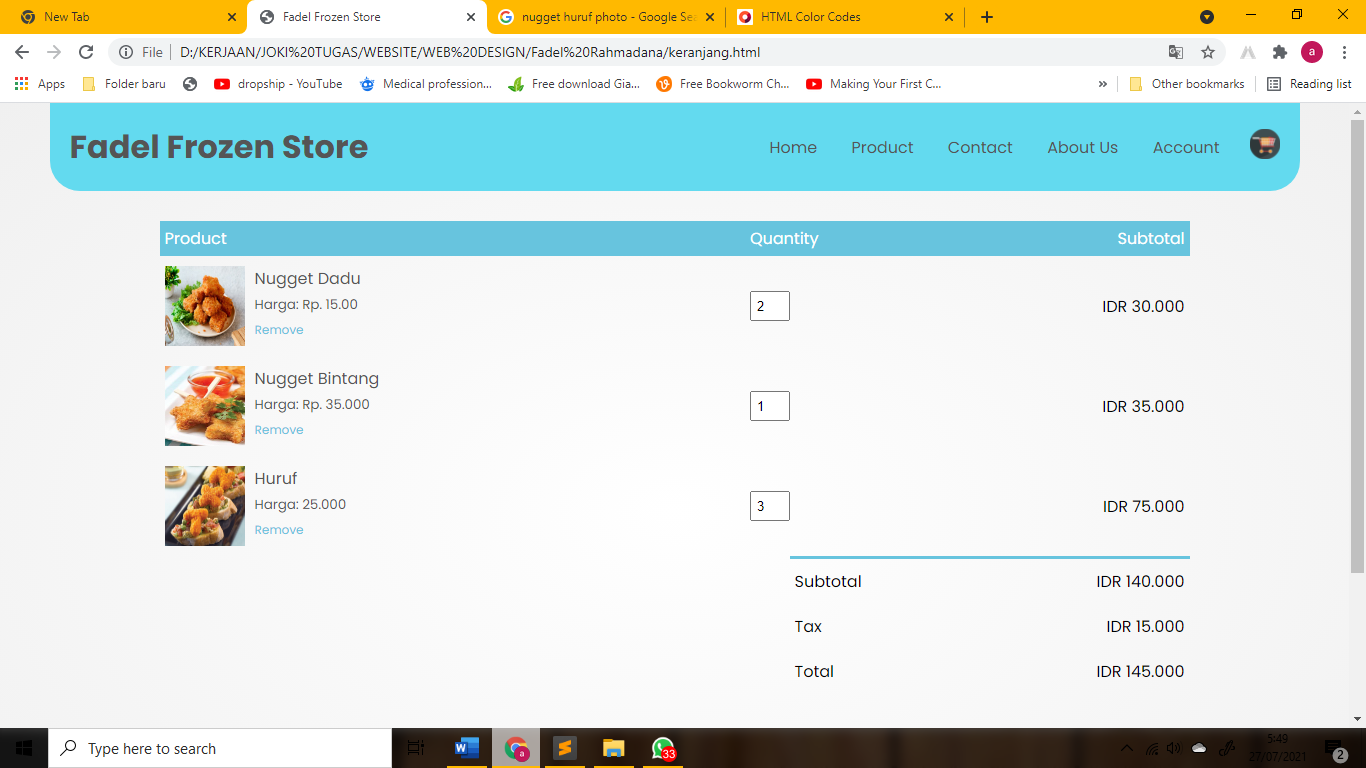 New Tab
Fadel Frozen Store
nugget huruf photo - Google Sea
HTML Color Codes
File
D:/KERJAAN/JOKI%20TUGAS/WEBSITE/WEB%20DESIGN/Fadel%20Rahmadana/keranjang.html
a
Apps
Folder baru
dropship - YouTube
Medical profession...
Free download Gia...
Free Bookworm Ch...
Making Your First C...
»
Other bookmarks
Reading list
Fadel Frozen Store
Home
Product
Contact
About Us
Account
Product Quantity Subtotal
Nugget Dadu
Harga: Rp. 15.00
Remove
2
IDR 30.000
Nugget Bintang
Harga: Rp. 35.000
Remove
1
IDR 35.000
Huruf
Harga: 25.000
Remove
3
IDR 75.000
Subtotal IDR 140.000
Tax IDR 15.000
Total IDR 145.000
Type here to search
W
a
33
5:49
27/07/2021
2